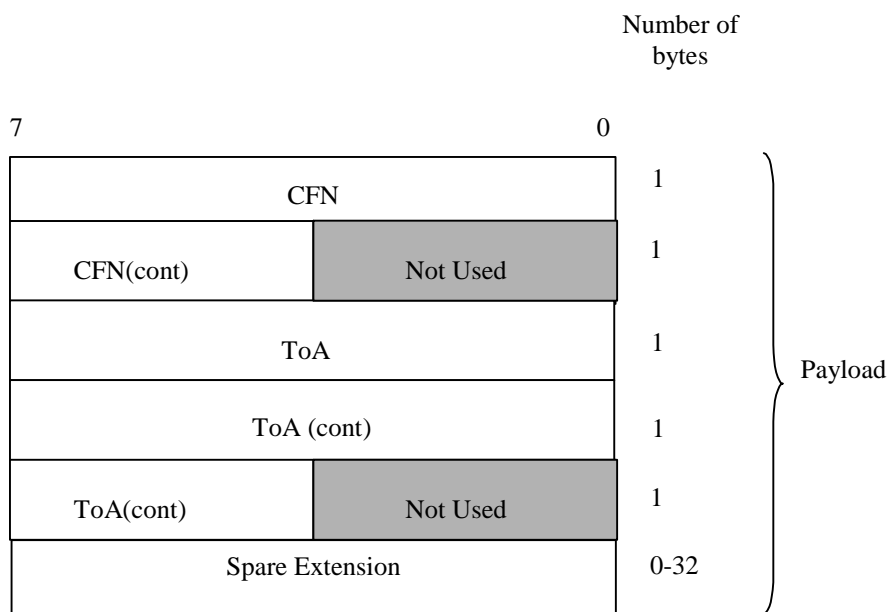 Number of
bytes
7 0
CFN 1
CFN(cont) Not Used 1
ToA 1
Payload
ToA (cont) 1
ToA(cont) Not Used 1
Spare Extension 0-32